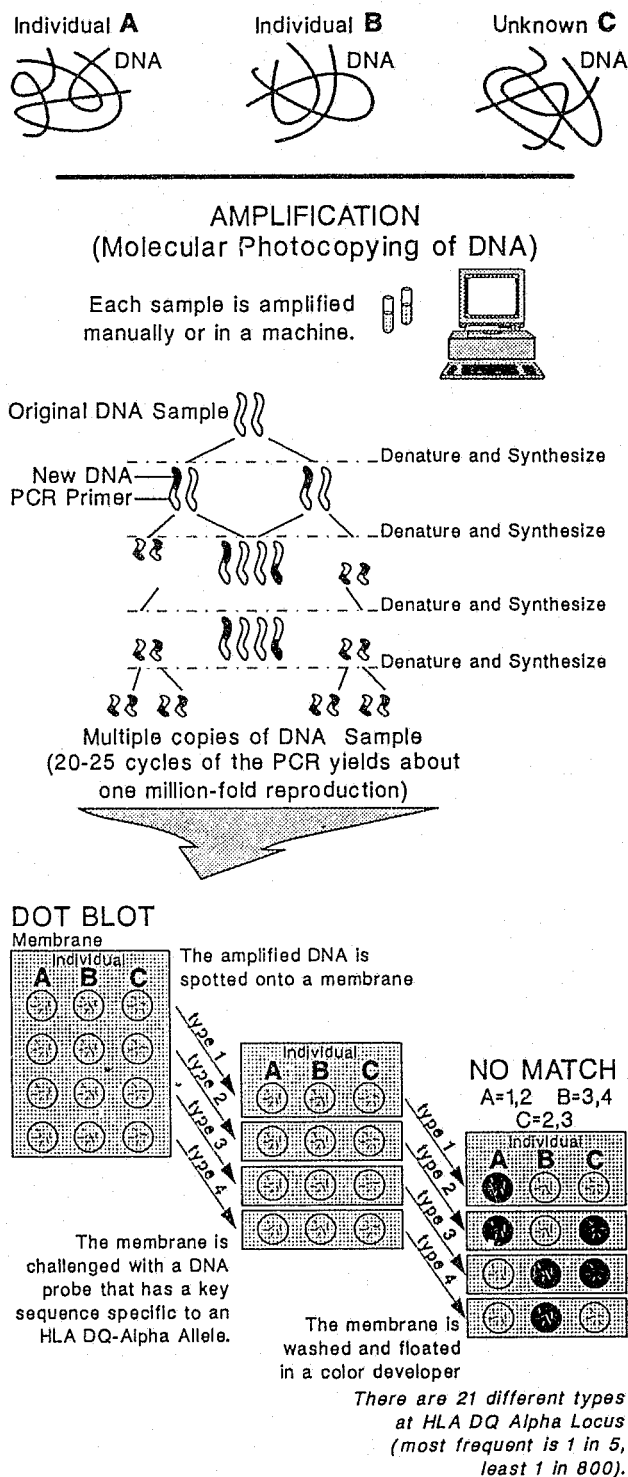 Individual A
DNA
Individual B
DNA
Unknown C
DNA
AMPLIFICATION
(Molecular Photocopying of DNA)
Each sample is amplified
manually or in a machine.
Original DNA Sample
Denature and Synthesize
New DNA
PCR Primer
Denature and Synthesize
Denature and Synthesize
Denature and Synthesize
Multiple copies of DNA Sample
(20-25 cycles of the PCR yields about
one million-fold reproduction)
DOT BLOT
Membrane
Individual
A B C
The amplified DNA is
spotted onto a membrane
type 1
type 2
type 3
type 4
Individual
A B C
The membrane is
challenged with a DNA
probe that has a key
sequence specific to an
HLA DQ-Alpha Allele.
type 1
type 2
type 3
type 4
NO MATCH
A=1,2 B=3,4
C=2,3
Individual
A B C
The membrane is
washed and floated
in a color developer
There are 21 different types
at HLA DQ Alpha Locus
(most frequent is 1 in 5,
least 1 in 800).